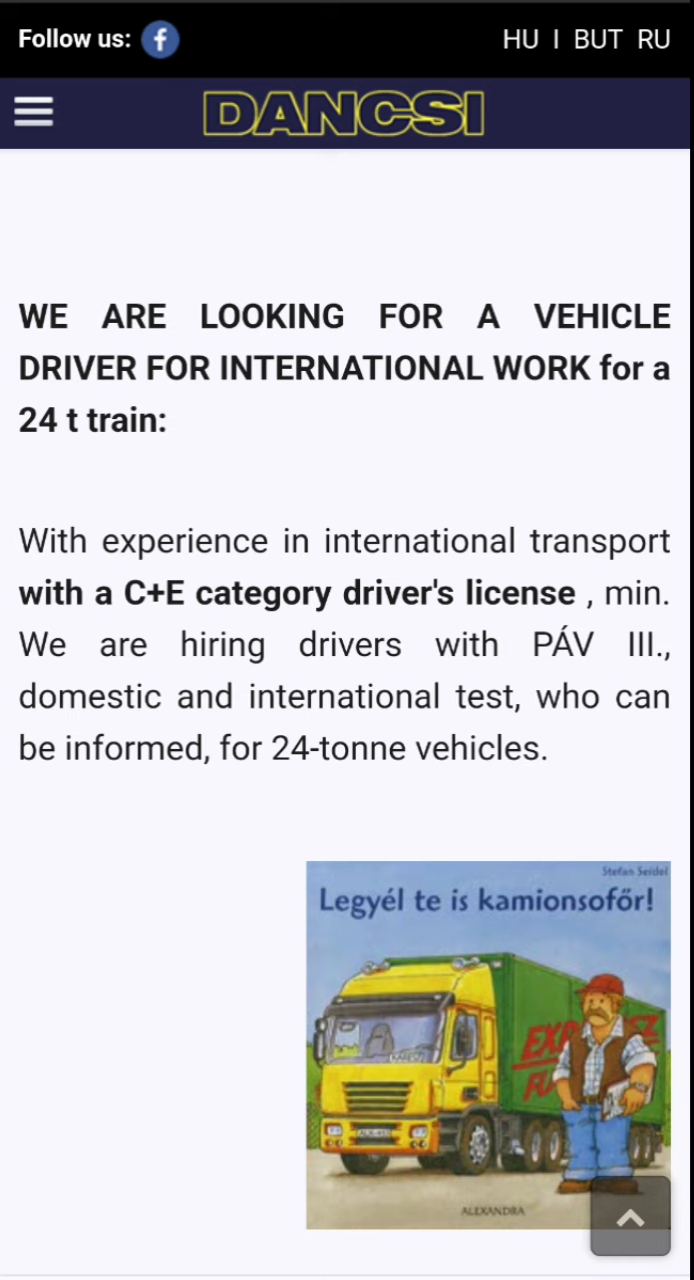 Follow us:
HU I BUT RU
DANCSI
WE ARE LOOKING FOR A VEHICLE
DRIVER FOR INTERNATIONAL WORK for a
24 t train:
With experience in international transport
with a C+E category driver's license , min.
We are hiring drivers with PÁV III.,
domestic and international test, who can
be informed, for 24-tonne vehicles.
Stefan Seidel
Legyél te is kamionsofőr!
ALEXANDRA